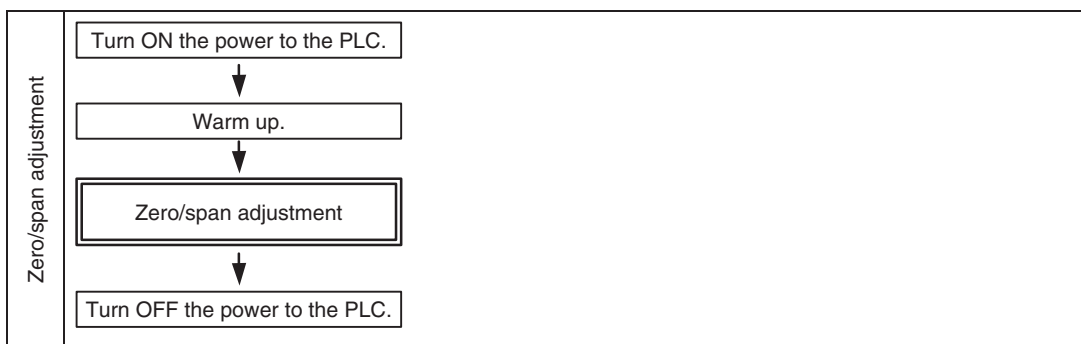 Zero/span adjustment
Turn ON the power to the PLC.
Warm up.
Zero/span adjustment
Turn OFF the power to the PLC.